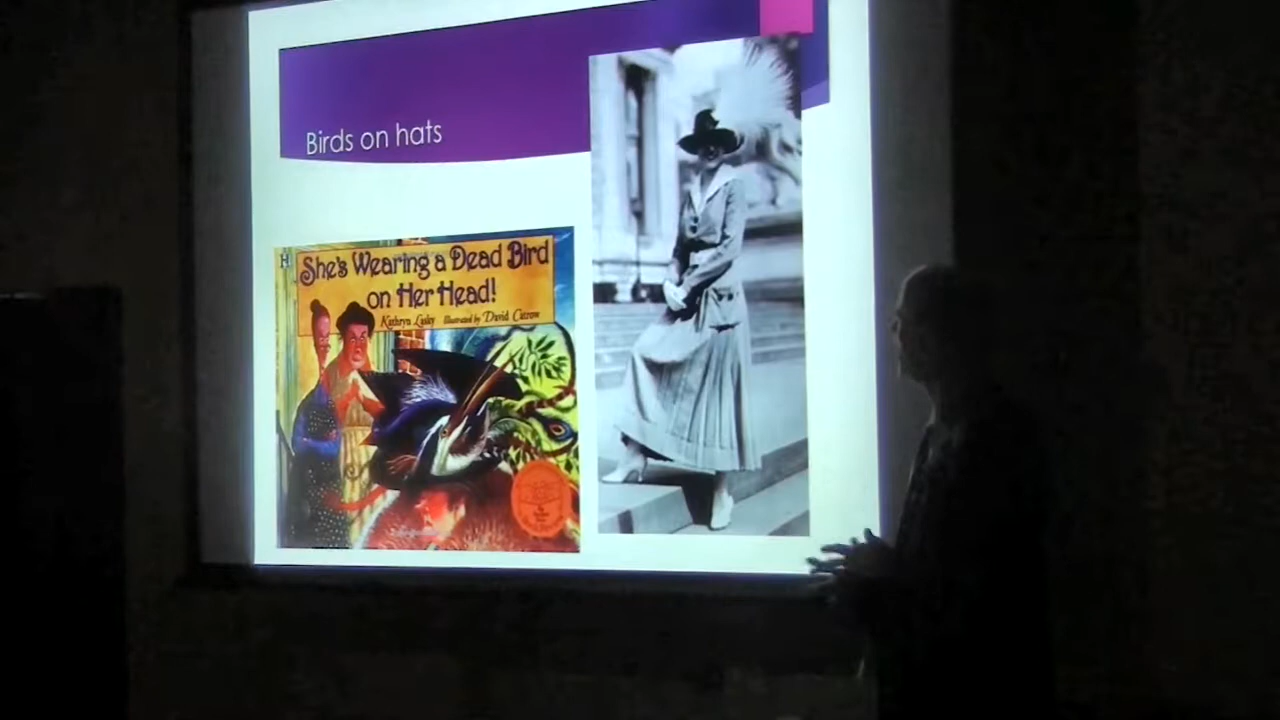 Birds on hats
She's Wearing a Dead Bird
on Her Head!
Kathryn Lasky Illustrated by David Catrow
H